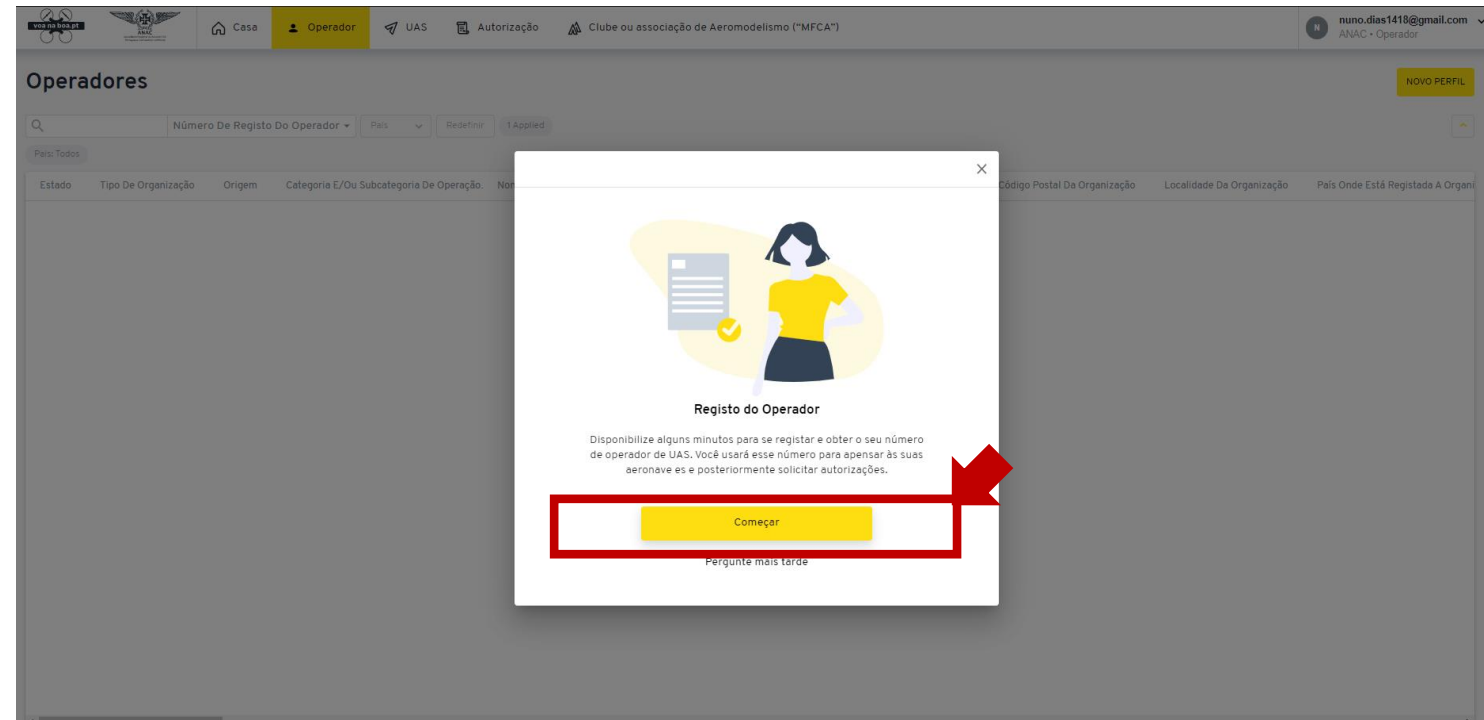 voa na boa.pt
ANAC
Casa
Operador
UAS
Autorização
Clube ou associação de Aeromodelismo ("MFCA")
N
nuno.dias1418@gmail.com
ANAC • Operador
Operadores
NOVO PERFIL
Número De Registo Do Operador
País
Redefinir
1 Applied
País: Todos
Estado
Tipo De Organização
Origem
Categoria E/Ou Subcategoria De Operação.
Nom
Código Postal Da Organização
Localidade Da Organização
País Onde Está Registada A Organi
Registo do Operador
Disponibilize alguns minutos para se registar e obter o seu número
de operador de UAS. Você usará esse número para apensar às suas
aeronave es e posteriormente solicitar autorizações.
Começar
Pergunte mais tarde